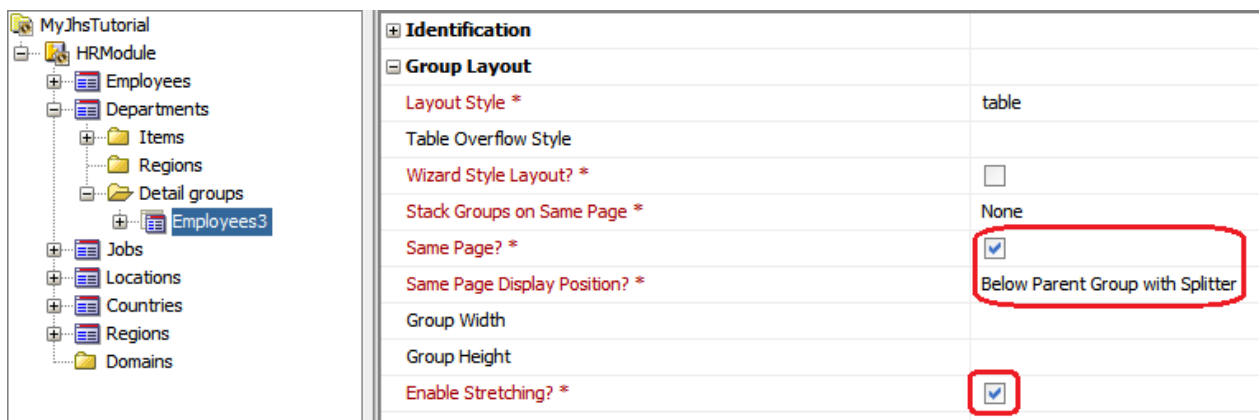 MyJhsTutorial
HRModule
Employees
Departments
Items
Regions
Detail groups
Employees3
Jobs
Locations
Countries
Regions
Domains
Identification
Group Layout
Layout Style * table
Table Overflow Style
Wizard Style Layout? *
Stack Groups on Same Page * None
Same Page? *
Same Page Display Position? * Below Parent Group with Splitter
Group Width
Group Height
Enable Stretching? *